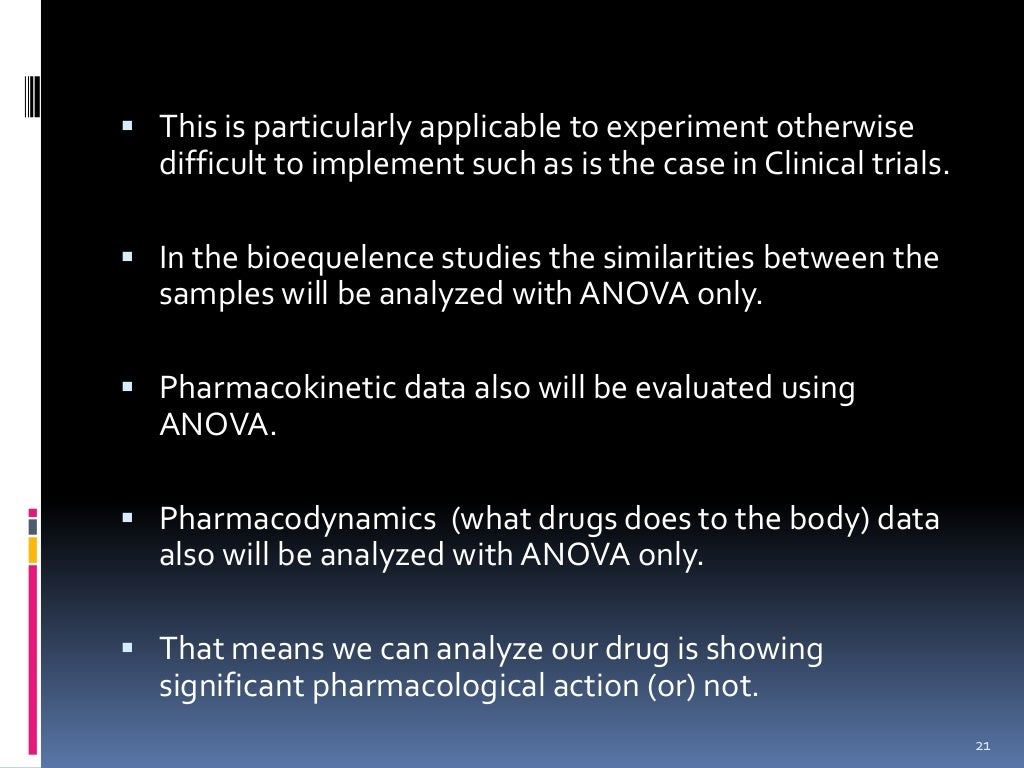 ▪ This is particularly applicable to experiment otherwise
difficult to implement such as is the case in Clinical trials.
▪ In the bioequelence studies the similarities between the
samples will be analyzed with ANOVA only.
▪ Pharmacokinetic data also will be evaluated using
ANOVA.
▪ Pharmacodynamics (what drugs does to the body) data
also will be analyzed with ANOVA only.
▪ That means we can analyze our drug is showing
significant pharmacological action (or) not.
21